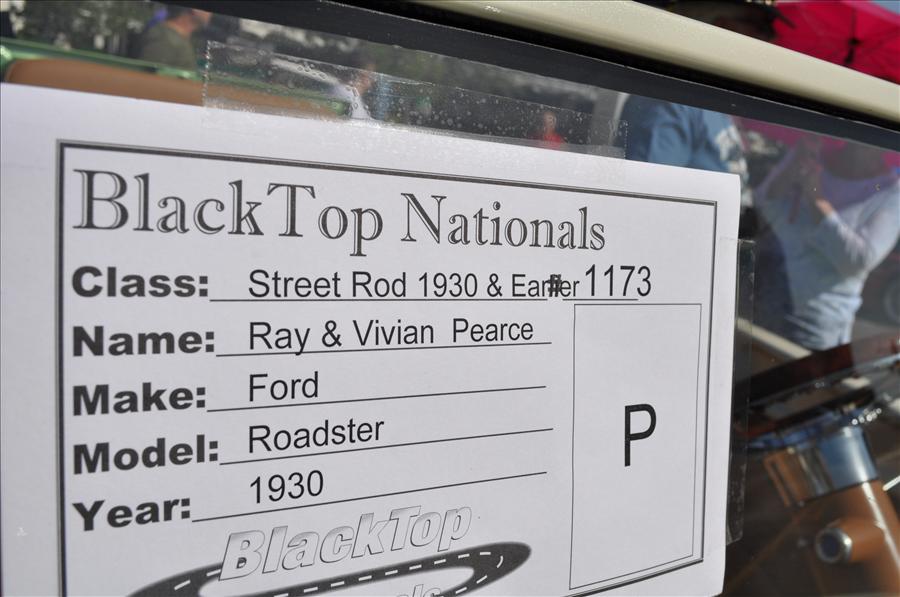 BlackTop Nationals
Class: Street Rod 1930 & Earlier # 1173
Name: Ray & Vivian Pearce
Make: Ford
Model: Roadster
Year: 1930
P
BlackTop